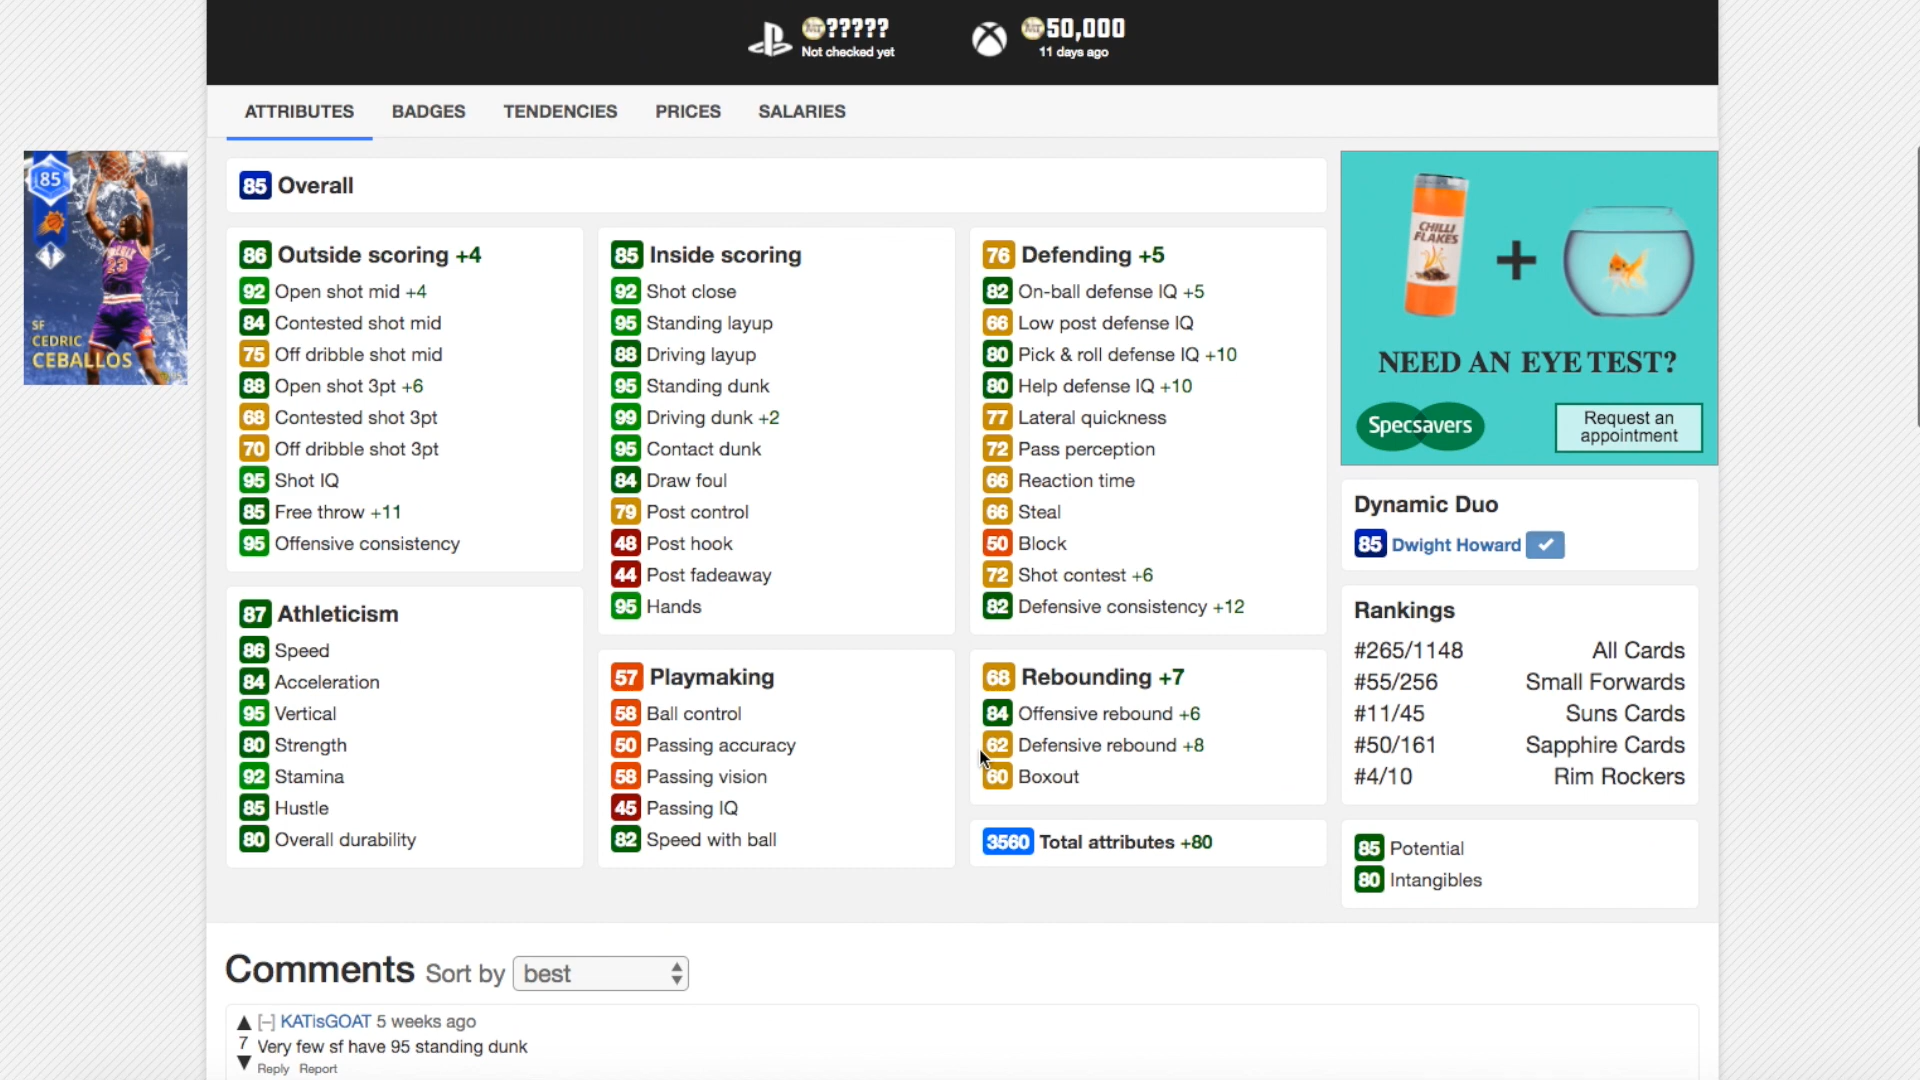 ?????
Not checked yet
50,000
11 days ago
ATTRIBUTES BADGES TENDENCIES PRICES SALARIES
85
SF
CEDRIC
CEBALLOS
85 Overall
86 Outside scoring +4
92 Open shot mid +4
84 Contested shot mid
75 Off dribble shot mid
88 Open shot 3pt +6
68 Contested shot 3pt
70 Off dribble shot 3pt
95 Shot IQ
85 Free throw +11
95 Offensive consistency
87 Athleticism
86 Speed
84 Acceleration
95 Vertical
80 Strength
92 Stamina
85 Hustle
80 Overall durability
85 Inside scoring
92 Shot close
95 Standing layup
88 Driving layup
95 Standing dunk
99 Driving dunk +2
95 Contact dunk
84 Draw foul
79 Post control
48 Post hook
44 Post fadeaway
95 Hands
57 Playmaking
58 Ball control
50 Passing accuracy
58 Passing vision
45 Passing IQ
82 Speed with ball
76 Defending +5
82 On-ball defense IQ +5
66 Low post defense IQ
80 Pick & roll defense IQ +10
80 Help defense IQ +10
77 Lateral quickness
72 Pass perception
66 Reaction time
66 Steal
50 Block
72 Shot contest +6
82 Defensive consistency +12
68 Rebounding +7
84 Offensive rebound +6
62 Defensive rebound +8
60 Boxout
3560 Total attributes +80
CHILLI
FLAKES
+
NEED AN EYE TEST?
Specsavers
Request an
appointment
Dynamic Duo
85 Dwight Howard
Rankings
#265/1148 All Cards
#55/256 Small Forwards
#11/45 Suns Cards
#50/161 Sapphire Cards
#4/10 Rim Rockers
85 Potential
80 Intangibles
Comments Sort by best
[–] KATisGOAT 5 weeks ago
7 Very few sf have 95 standing dunk
Reply Report